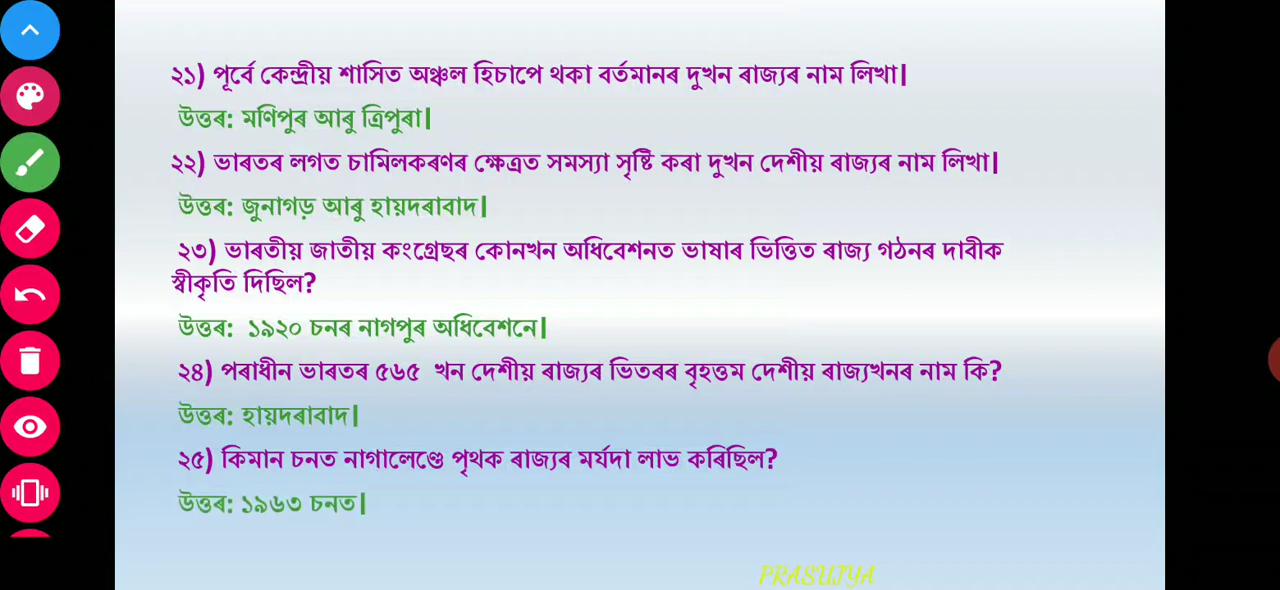 ২১) পূৰ্বে কেন্দ্ৰীয় শাসিত অঞ্চল হিচাপে থকা বৰ্তমানৰ দুখন ৰাজ্যৰ নাম লিখা|
উত্তৰ: মণিপুৰ আৰু ত্ৰিপুৰা|
২২) ভাৰতৰ লগত চামিলকৰণৰ ক্ষেত্ৰত সমস্যা সৃষ্টি কৰা দুখন দেশীয় ৰাজ্যৰ নাম লিখা|
উত্তৰ: জুনাগড় আৰু হায়দৰাবাদ|
২৩) ভাৰতীয় জাতীয় কংগ্ৰেছৰ কোনখন অধিবেশনত ভাষাৰ ভিত্তিত ৰাজ্য গঠনৰ দাবীক
স্বীকৃতি দিছিল?
উত্তৰ: ১৯২০ চনৰ নাগপুৰ অধিবেশনে|
২৪) পৰাধীন ভাৰতৰ ৫৬৫ খন দেশীয় ৰাজ্যৰ ভিতৰৰ বৃহত্তম দেশীয় ৰাজ্যখনৰ নাম কি?
উত্তৰ: হায়দৰাবাদ|
২৫) কিমান চনত নাগালেণ্ডে পৃথক ৰাজ্যৰ মৰ্যদা লাভ কৰিছিল?
উত্তৰ: ১৯৬৩ চনত|
PRASUJYA